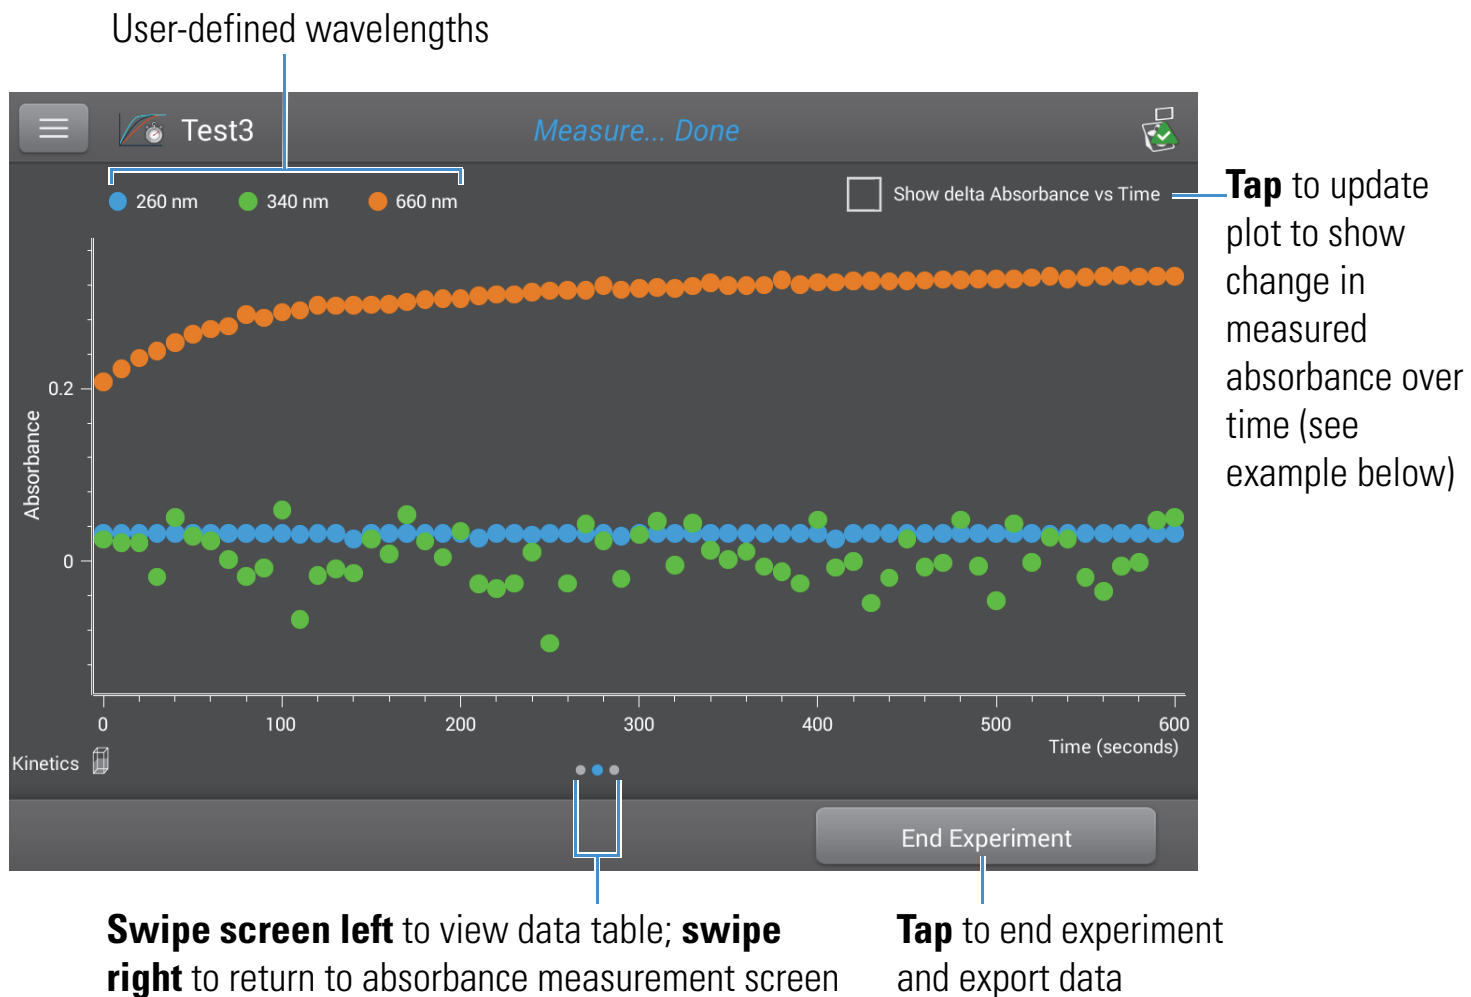 User-defined wavelengths
Test3
Measure... Done
260 nm
340 nm
660 nm
Show delta Absorbance vs Time
Tap to update
plot to show
change in
measured
absorbance over
time (see
example below)
0.2
Absorbance
0
0
100
200
300
400
500
600
Time (seconds)
Kinetics
End Experiment
Swipe screen left to view data table; swipe
right to return to absorbance measurement screen
Tap to end experiment
and export data